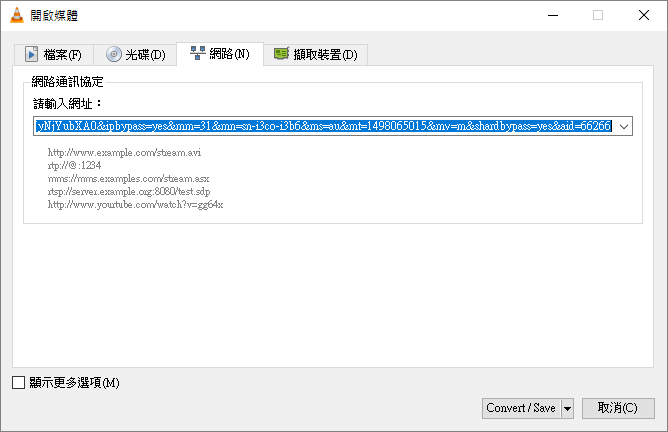 開啟媒體
檔案(F) 光碟(D) 網路(N) 擷取裝置(D)
網路通訊協定
請輸入網址：
yNjYubXA0&ipbypass=yes&mm=31&mn=sn-i3co-i3b6&ms=au&mt=1498065015&mv=m&shardbypass=yes&aid=66266
http://www.example.com/stream.avi
rtp://@:1234
mms://mms.examples.com/stream.asx
rtsp://server.example.org:8080/test.sdp
http://www.yourtube.com/watch?v=gg64x
顯示更多選項(M)
Convert / Save 取消(C)